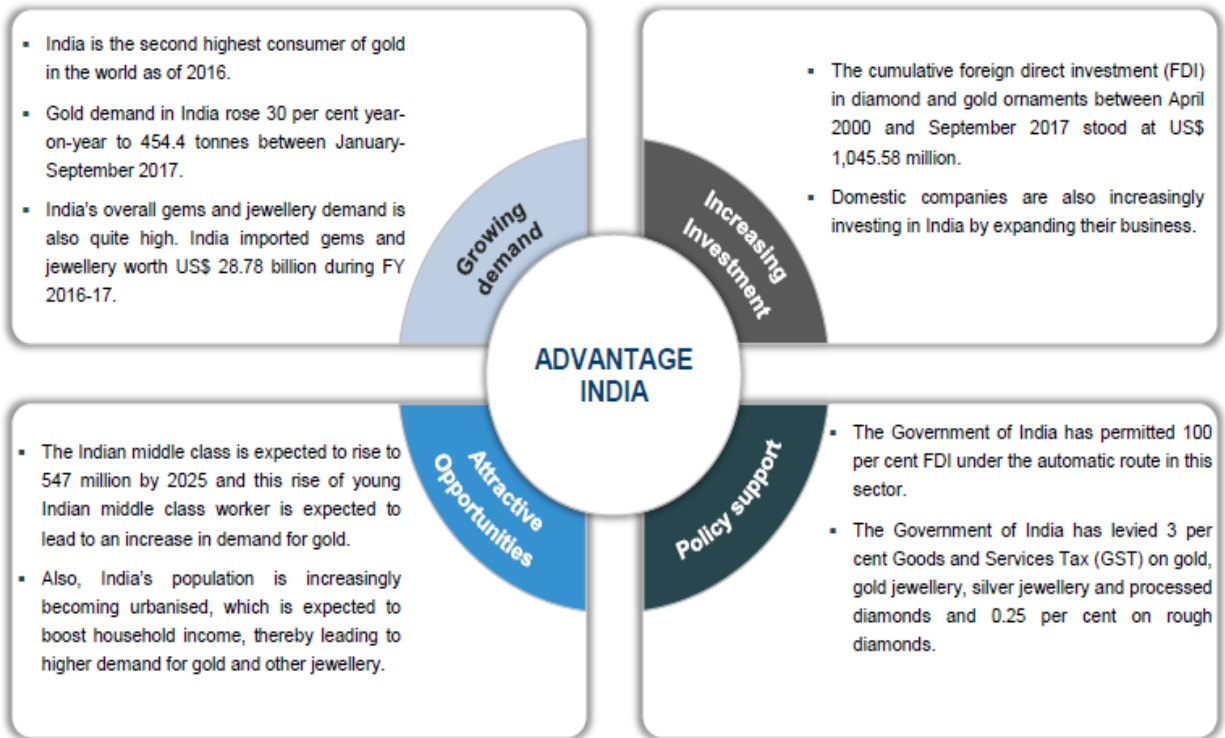 ▪ India is the second highest consumer of gold
in the world as of 2016.
▪ Gold demand in India rose 30 per cent year-
on-year to 454.4 tonnes between January-
September 2017.
▪ India's overall gems and jewellery demand is
also quite high. India imported gems and
jewellery worth US$ 28.78 billion during FY
2016-17.
Growing
demand
▪ The cumulative foreign direct investment (FDI)
in diamond and gold ornaments between April
2000 and September 2017 stood at US$
1,045.58 million.
▪ Domestic companies are also increasingly
investing in India by expanding their business.
Increasing
Investment
ADVANTAGE
INDIA
▪ The Indian middle class is expected to rise to
547 million by 2025 and this rise of young
Indian middle class worker is expected to
lead to an increase in demand for gold.
▪ Also, India's population is increasingly
becoming urbanised, which is expected to
boost household income, thereby leading to
higher demand for gold and other jewellery.
Attractive
Opportunities
▪ The Government of India has permitted 100
per cent FDI under the automatic route in this
sector.
▪ The Government of India has levied 3 per
cent Goods and Services Tax (GST) on gold,
gold jewellery, silver jewellery and processed
diamonds and 0.25 per cent on rough
diamonds.
Policy support